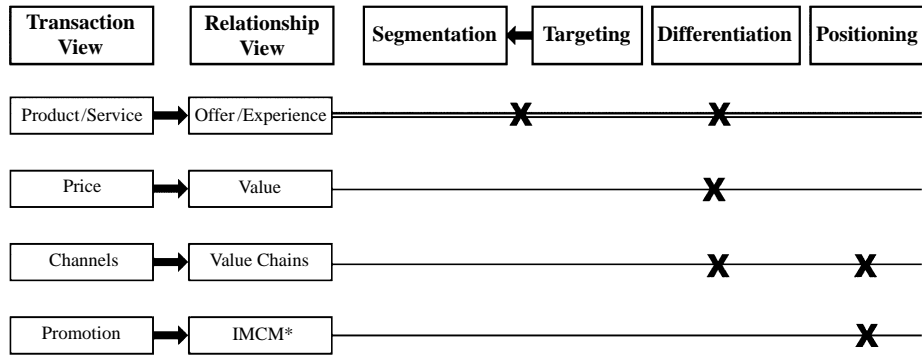 Transaction View
Relationship View
Segmentation
Targeting
Differentiation
Positioning
Product/Service
Offer/Experience
X X
Price
Value
X
Channels
Value Chains
X X
Promotion
IMCM*
X